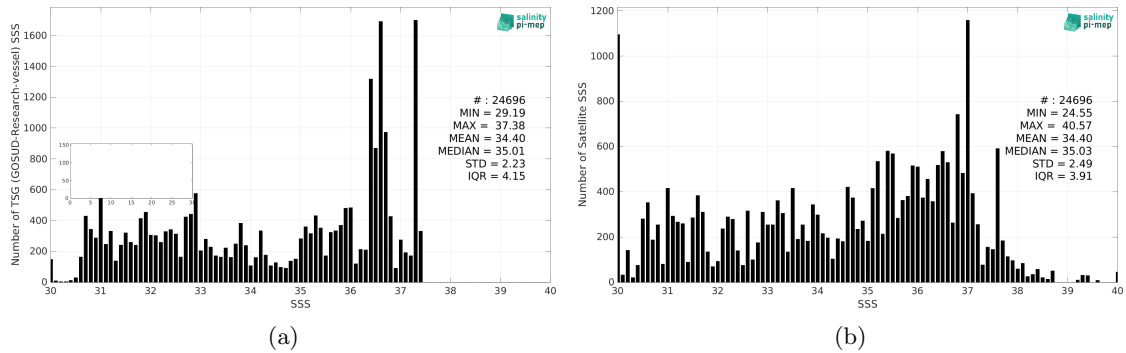 Number of TSG (GOSUD-Research-vessel) SSS
1600
1400
1200
1000
800
600
400
200
0
150
100
50
0
0 5 10 15 20 25 30
30 31 32 33 34 35 36 37 38 39 40
SSS
salinity
pi-mep
# : 24696
MIN = 29.19
MAX = 37.38
MEAN = 34.40
MEDIAN = 35.01
STD = 2.23
IQR = 4.15
(a)
Number of Satellite SSS
1200
1000
800
600
400
200
0
30 31 32 33 34 35 36 37 38 39 40
SSS
salinity
pi-mep
# : 24696
MIN = 24.55
MAX = 40.57
MEAN = 34.40
MEDIAN = 35.03
STD = 2.49
IQR = 3.91
(b)